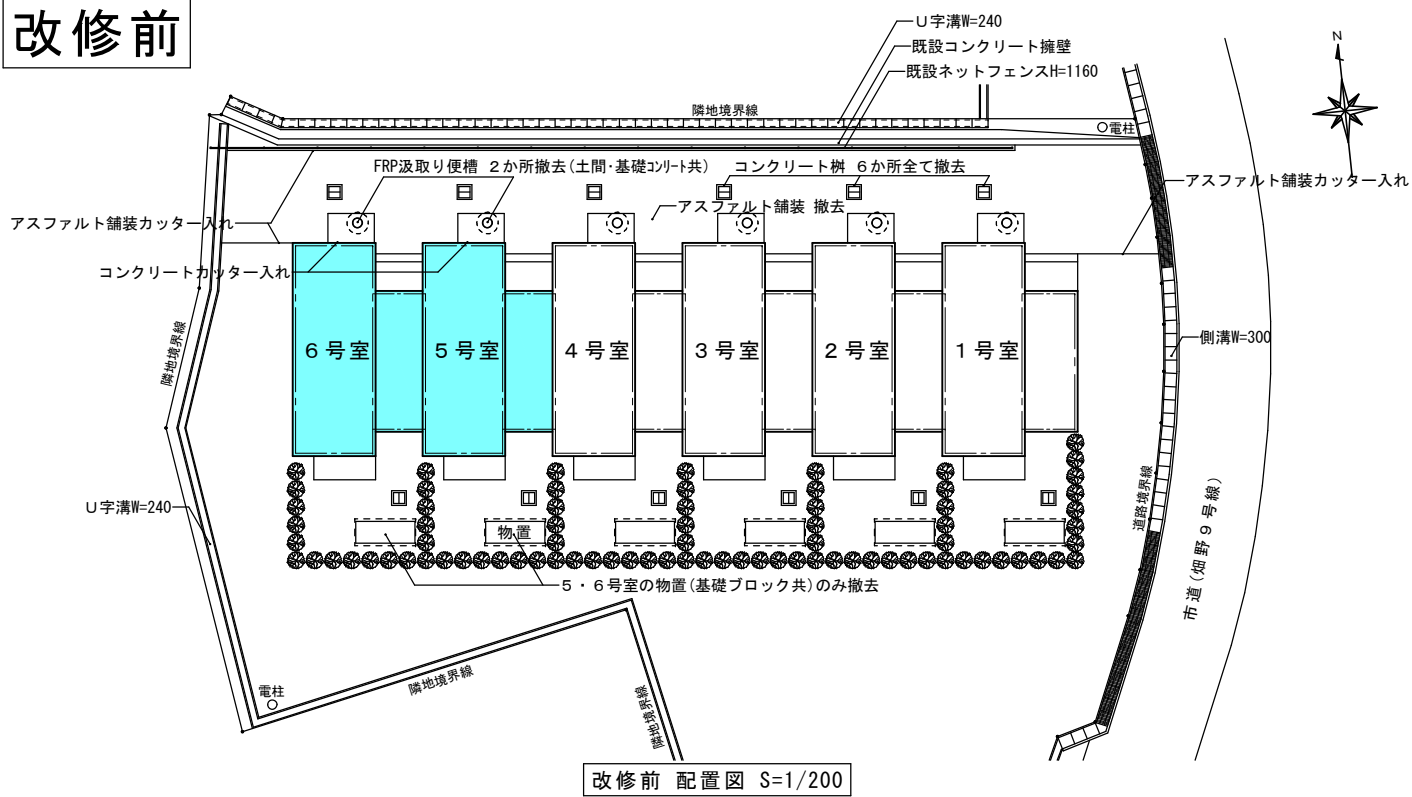 改修前
U字溝W=240
既設コンクリート擁壁
既設ネットフェンスH=1160
N
隣地境界線
電柱
FRP汲取り便槽 2か所撤去(土間・基礎コンクリート共)
コンクリート桝 6か所全て撤去
アスファルト舗装カッター入れ
アスファルト舗装 撤去
アスファルト舗装カッター入れ
コンクリートカッター入れ
6号室
5号室
4号室
3号室
2号室
1号室
側溝W=300
隣地境界線
道路境界線
市道(畑野9号線)
U字溝W=240
物置
5・6号室の物置(基礎ブロック共)のみ撤去
電柱
隣地境界線
隣地境界線
改修前 配置図 S=1/200